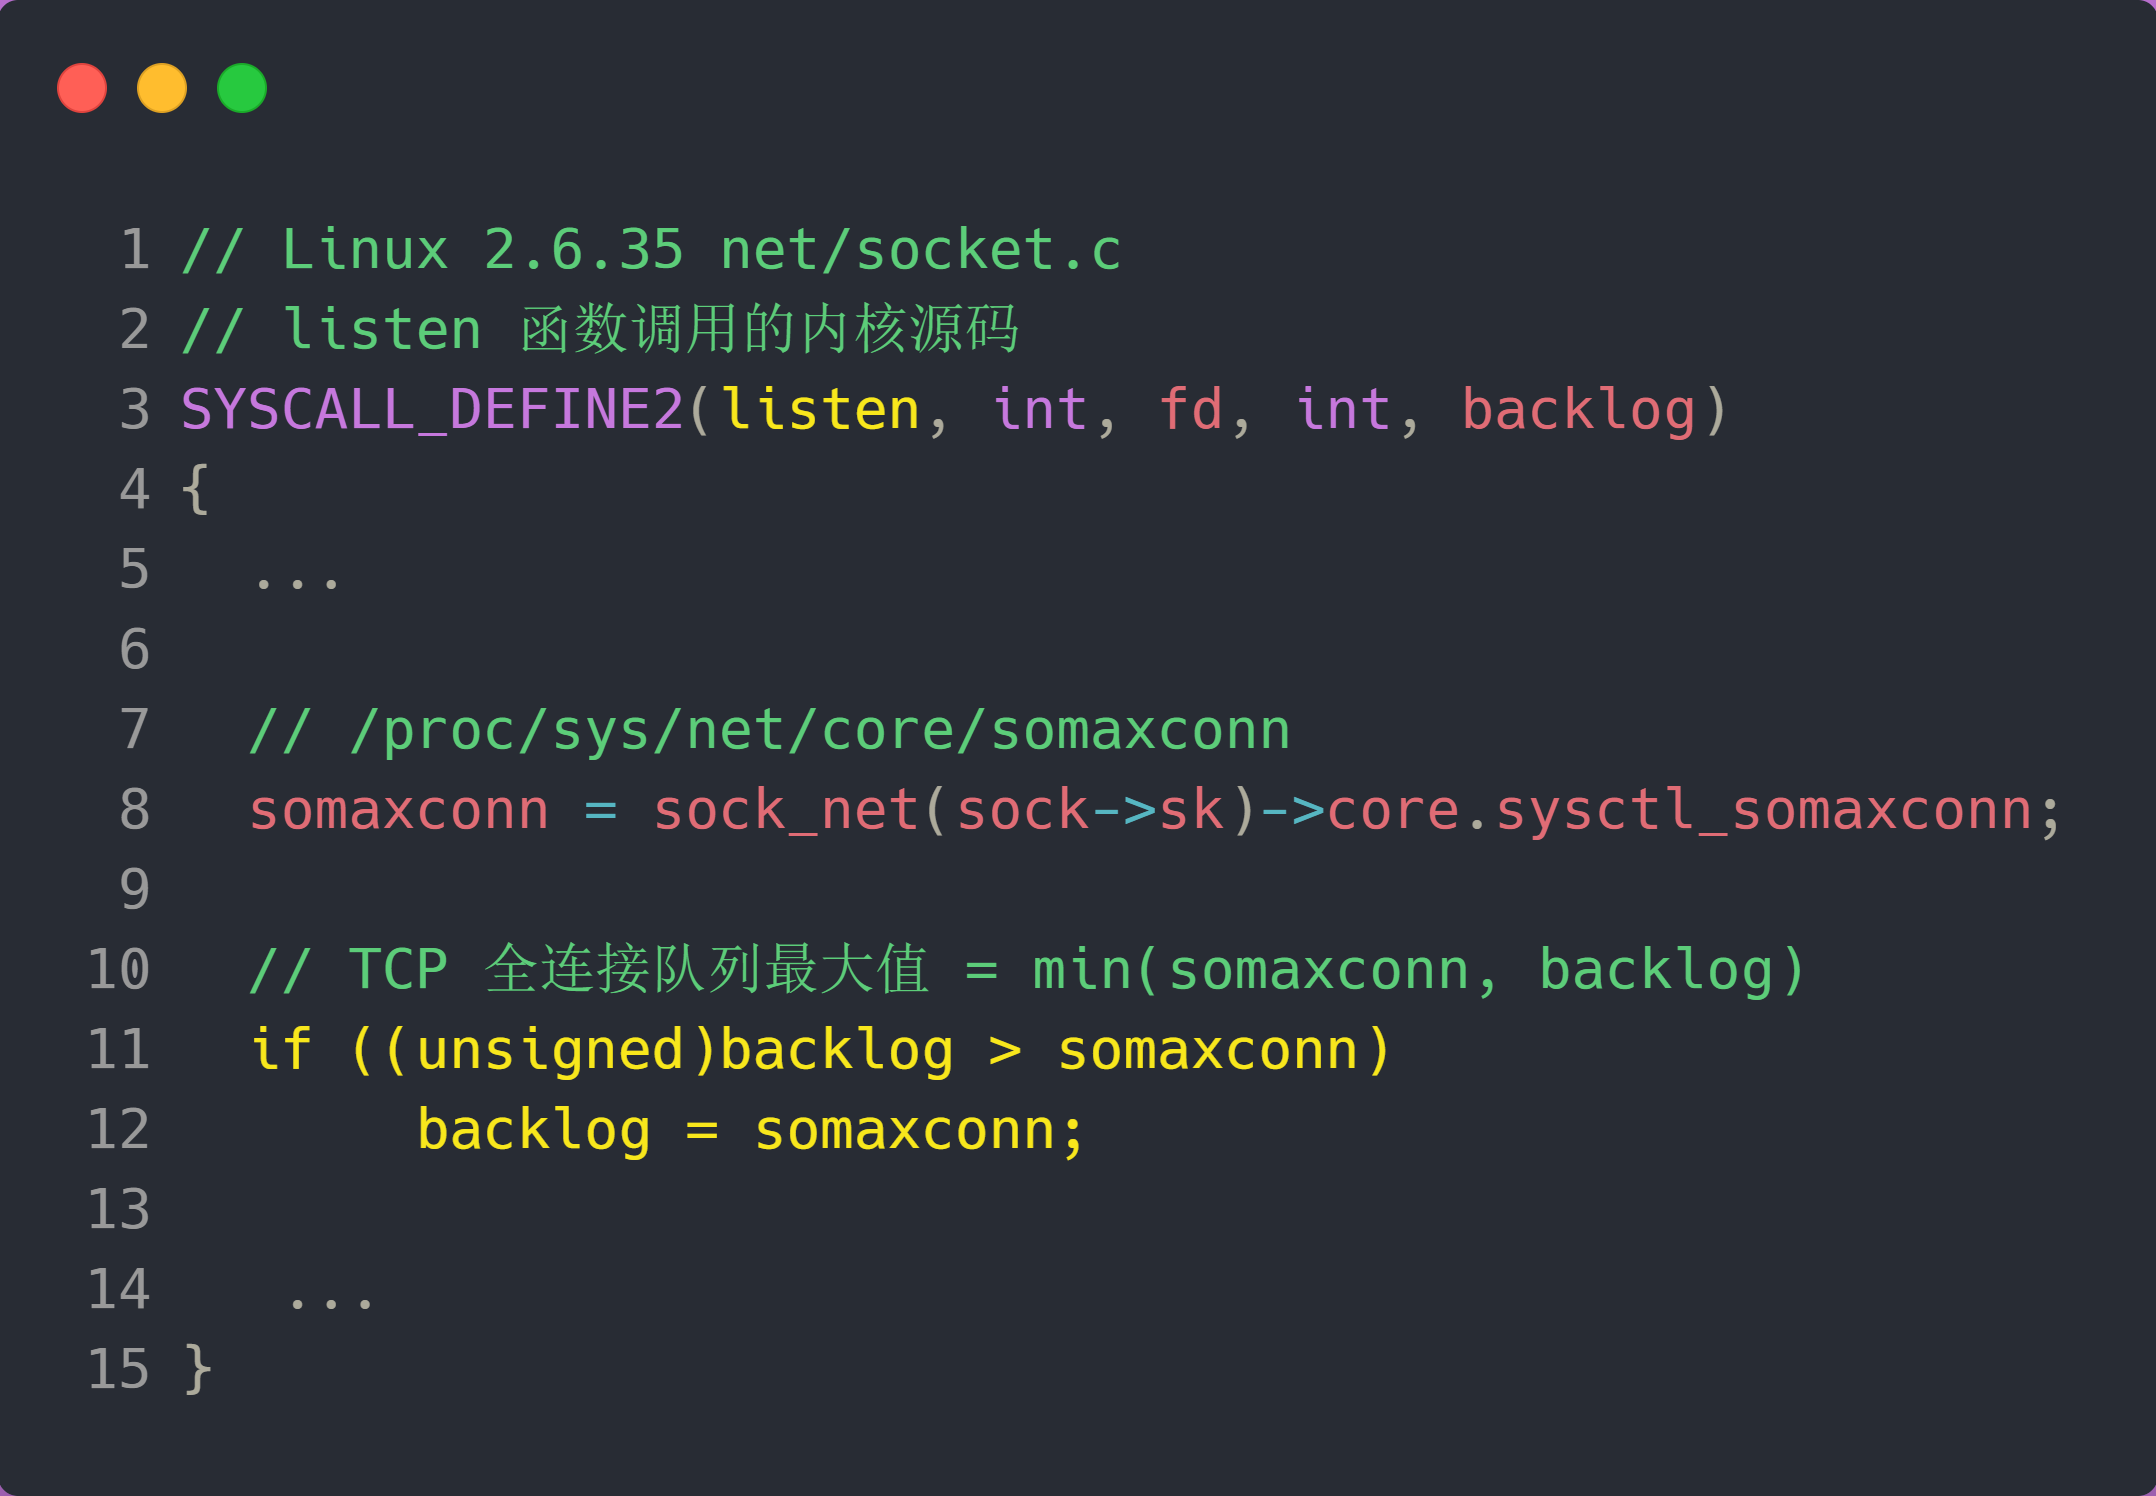 1 // Linux 2.6.35 net/socket.c
2 // listen 函数调用的内核源码
3 SYSCALL_DEFINE2(listen, int, fd, int, backlog)
4 {
5   ...
6
7   // /proc/sys/net/core/somaxconn
8   somaxconn = sock_net(sock->sk)->core.sysctl_somaxconn;
9
10   // TCP 全连接队列最大值 = min(somaxconn, backlog)
11   if ((unsigned)backlog > somaxconn)
12        backlog = somaxconn;
13
14    ...
15 }